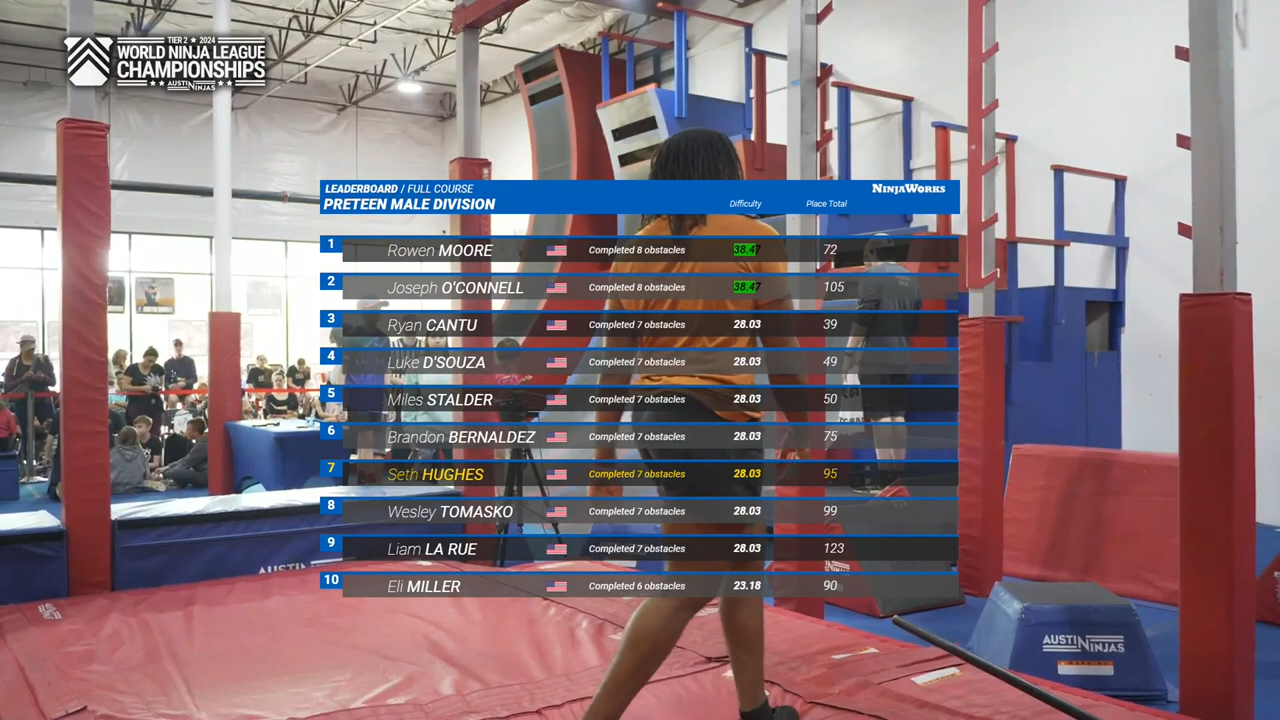 TIER 2 ★ 2024
WORLD NINJA LEAGUE
CHAMPIONSHIPS
AUSTINNINJAS
LEADERBOARD / FULL COURSE
PRETEEN MALE DIVISION
NINJAWORKS
Difficulty
Place Total
1 Rowen MOORE Completed 8 obstacles 38.47 72
2 Joseph O'CONNELL Completed 8 obstacles 38.47 105
3 Ryan CANTU Completed 7 obstacles 28.03 39
4 Luke D'SOUZA Completed 7 obstacles 28.03 49
5 Miles STALDER Completed 7 obstacles 28.03 50
6 Brandon BERNALDEZ Completed 7 obstacles 28.03 75
7 Seth HUGHES Completed 7 obstacles 28.03 95
8 Wesley TOMASKO Completed 7 obstacles 28.03 99
9 Liam LA RUE Completed 7 obstacles 28.03 123
10 Eli MILLER Completed 6 obstacles 23.18 90
AUSTINNINJAS